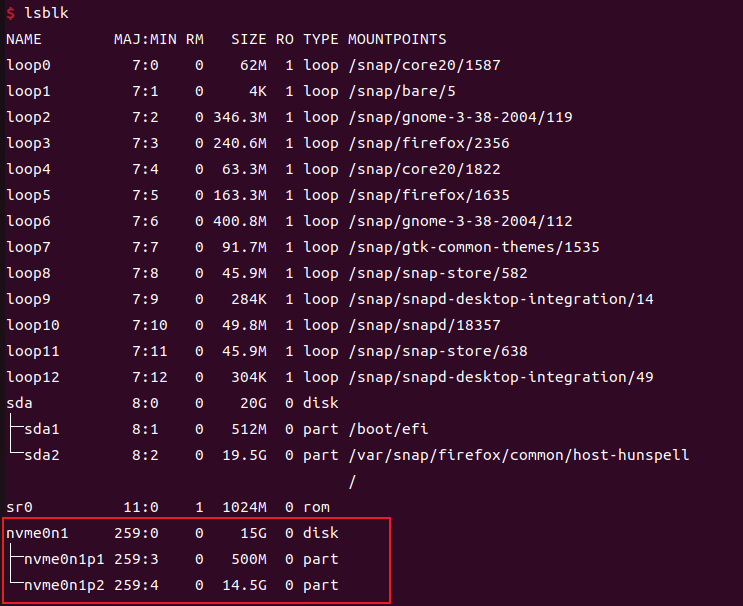 $ lsblk
NAME        MAJ:MIN RM   SIZE RO TYPE MOUNTPOINTS
loop0         7:0    0    62M  1 loop /snap/core20/1587
loop1         7:1    0     4K  1 loop /snap/bare/5
loop2         7:2    0 346.3M  1 loop /snap/gnome-3-38-2004/119
loop3         7:3    0 240.6M  1 loop /snap/firefox/2356
loop4         7:4    0  63.3M  1 loop /snap/core20/1822
loop5         7:5    0 163.3M  1 loop /snap/firefox/1635
loop6         7:6    0 400.8M  1 loop /snap/gnome-3-38-2004/112
loop7         7:7    0  91.7M  1 loop /snap/gtk-common-themes/1535
loop8         7:8    0  45.9M  1 loop /snap/snap-store/582
loop9         7:9    0   284K  1 loop /snap/snapd-desktop-integration/14
loop10        7:10   0  49.8M  1 loop /snap/snapd/18357
loop11        7:11   0  45.9M  1 loop /snap/snap-store/638
loop12        7:12   0   304K  1 loop /snap/snapd-desktop-integration/49
sda           8:0    0    20G  0 disk
├─sda1        8:1    0   512M  0 part /boot/efi
└─sda2        8:2    0  19.5G  0 part /var/snap/firefox/common/host-hunspell
                                      /
sr0          11:0    1  1024M  0 rom
nvme0n1     259:0    0    15G  0 disk
├─nvme0n1p1 259:3    0   500M  0 part
└─nvme0n1p2 259:4    0  14.5G  0 part